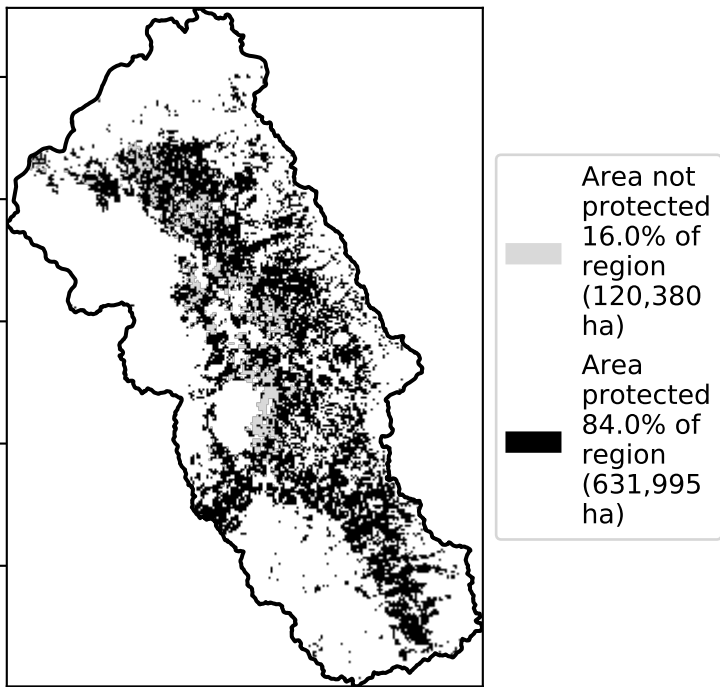 Area not
protected
16.0% of
region
(120,380
ha)
Area
protected
84.0% of
region
(631,995
ha)